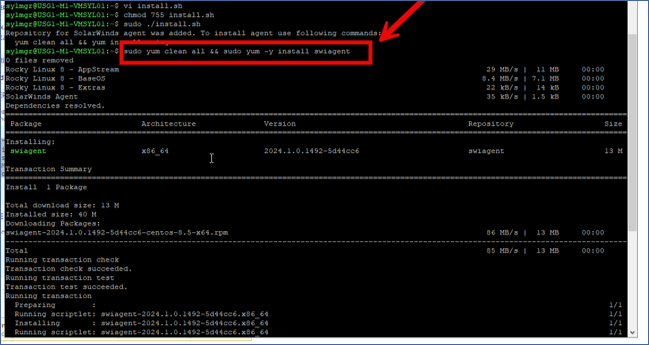 sylmgr@USG1-M1-VMSYL01:~$ vi install.sh
sylmgr@USG1-M1-VMSYL01:~$ chmod 755 install.sh
sylmgr@USG1-M1-VMSYL01:~$ sudo ./install.sh
Repository for SolarWinds agent was added. To install agent use following commands:
yum clean all && yum in
sylmgr@USG1-M1-VMSYL01:~$ sudo yum clean all && sudo yum -y install swiagent
0 files removed
Rocky Linux 8 - AppStream 29 MB/s | 11 MB 00:00
Rocky Linux 8 - BaseOS 8.4 MB/s | 7.1 MB 00:00
Rocky Linux 8 - Extras 22 kB/s | 14 kB 00:00
SolarWinds Agent 35 kB/s | 1.5 kB 00:00
Dependencies resolved.
Package Architecture Version Repository Size
Installing:
swiagent x86_64 2024.1.0.1492-5d44cc6 swiagent 13 M
Transaction Summary
Install 1 Package
Total download size: 13 M
Installed size: 40 M
Downloading Packages:
swiagent-2024.1.0.1492-5d44cc6-centos-8.5-x64.rpm 86 MB/s | 13 MB 00:00
Total 85 MB/s | 13 MB 00:00
Running transaction check
Transaction check succeeded.
Running transaction test
Transaction test succeeded.
Running transaction
Preparing : 1/1
Running scriptlet: swiagent-2024.1.0.1492-5d44cc6.x86_64 1/1
Installing : swiagent-2024.1.0.1492-5d44cc6.x86_64 1/1
Running scriptlet: swiagent-2024.1.0.1492-5d44cc6.x86_64 1/1